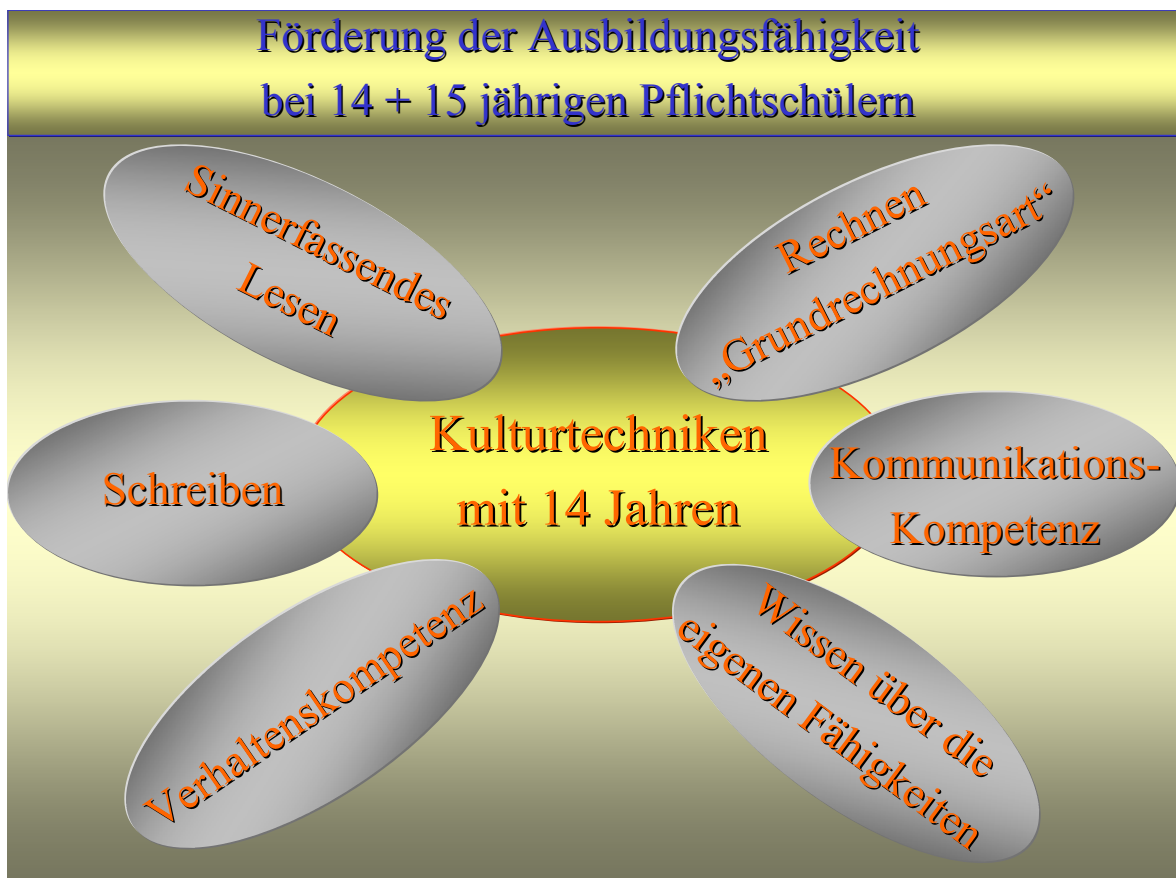 Förderung der Ausbildungsfähigkeit
bei 14 + 15 jährigen Pflichtschülern
Sinnerfassendes
Lesen
Rechnen
„Grundrechnungsart“
Kulturtechniken
mit 14 Jahren
Schreiben
Kommunikations-
Kompetenz
Verhaltenskompetenz
Wissen über die
eigenen Fähigkeiten